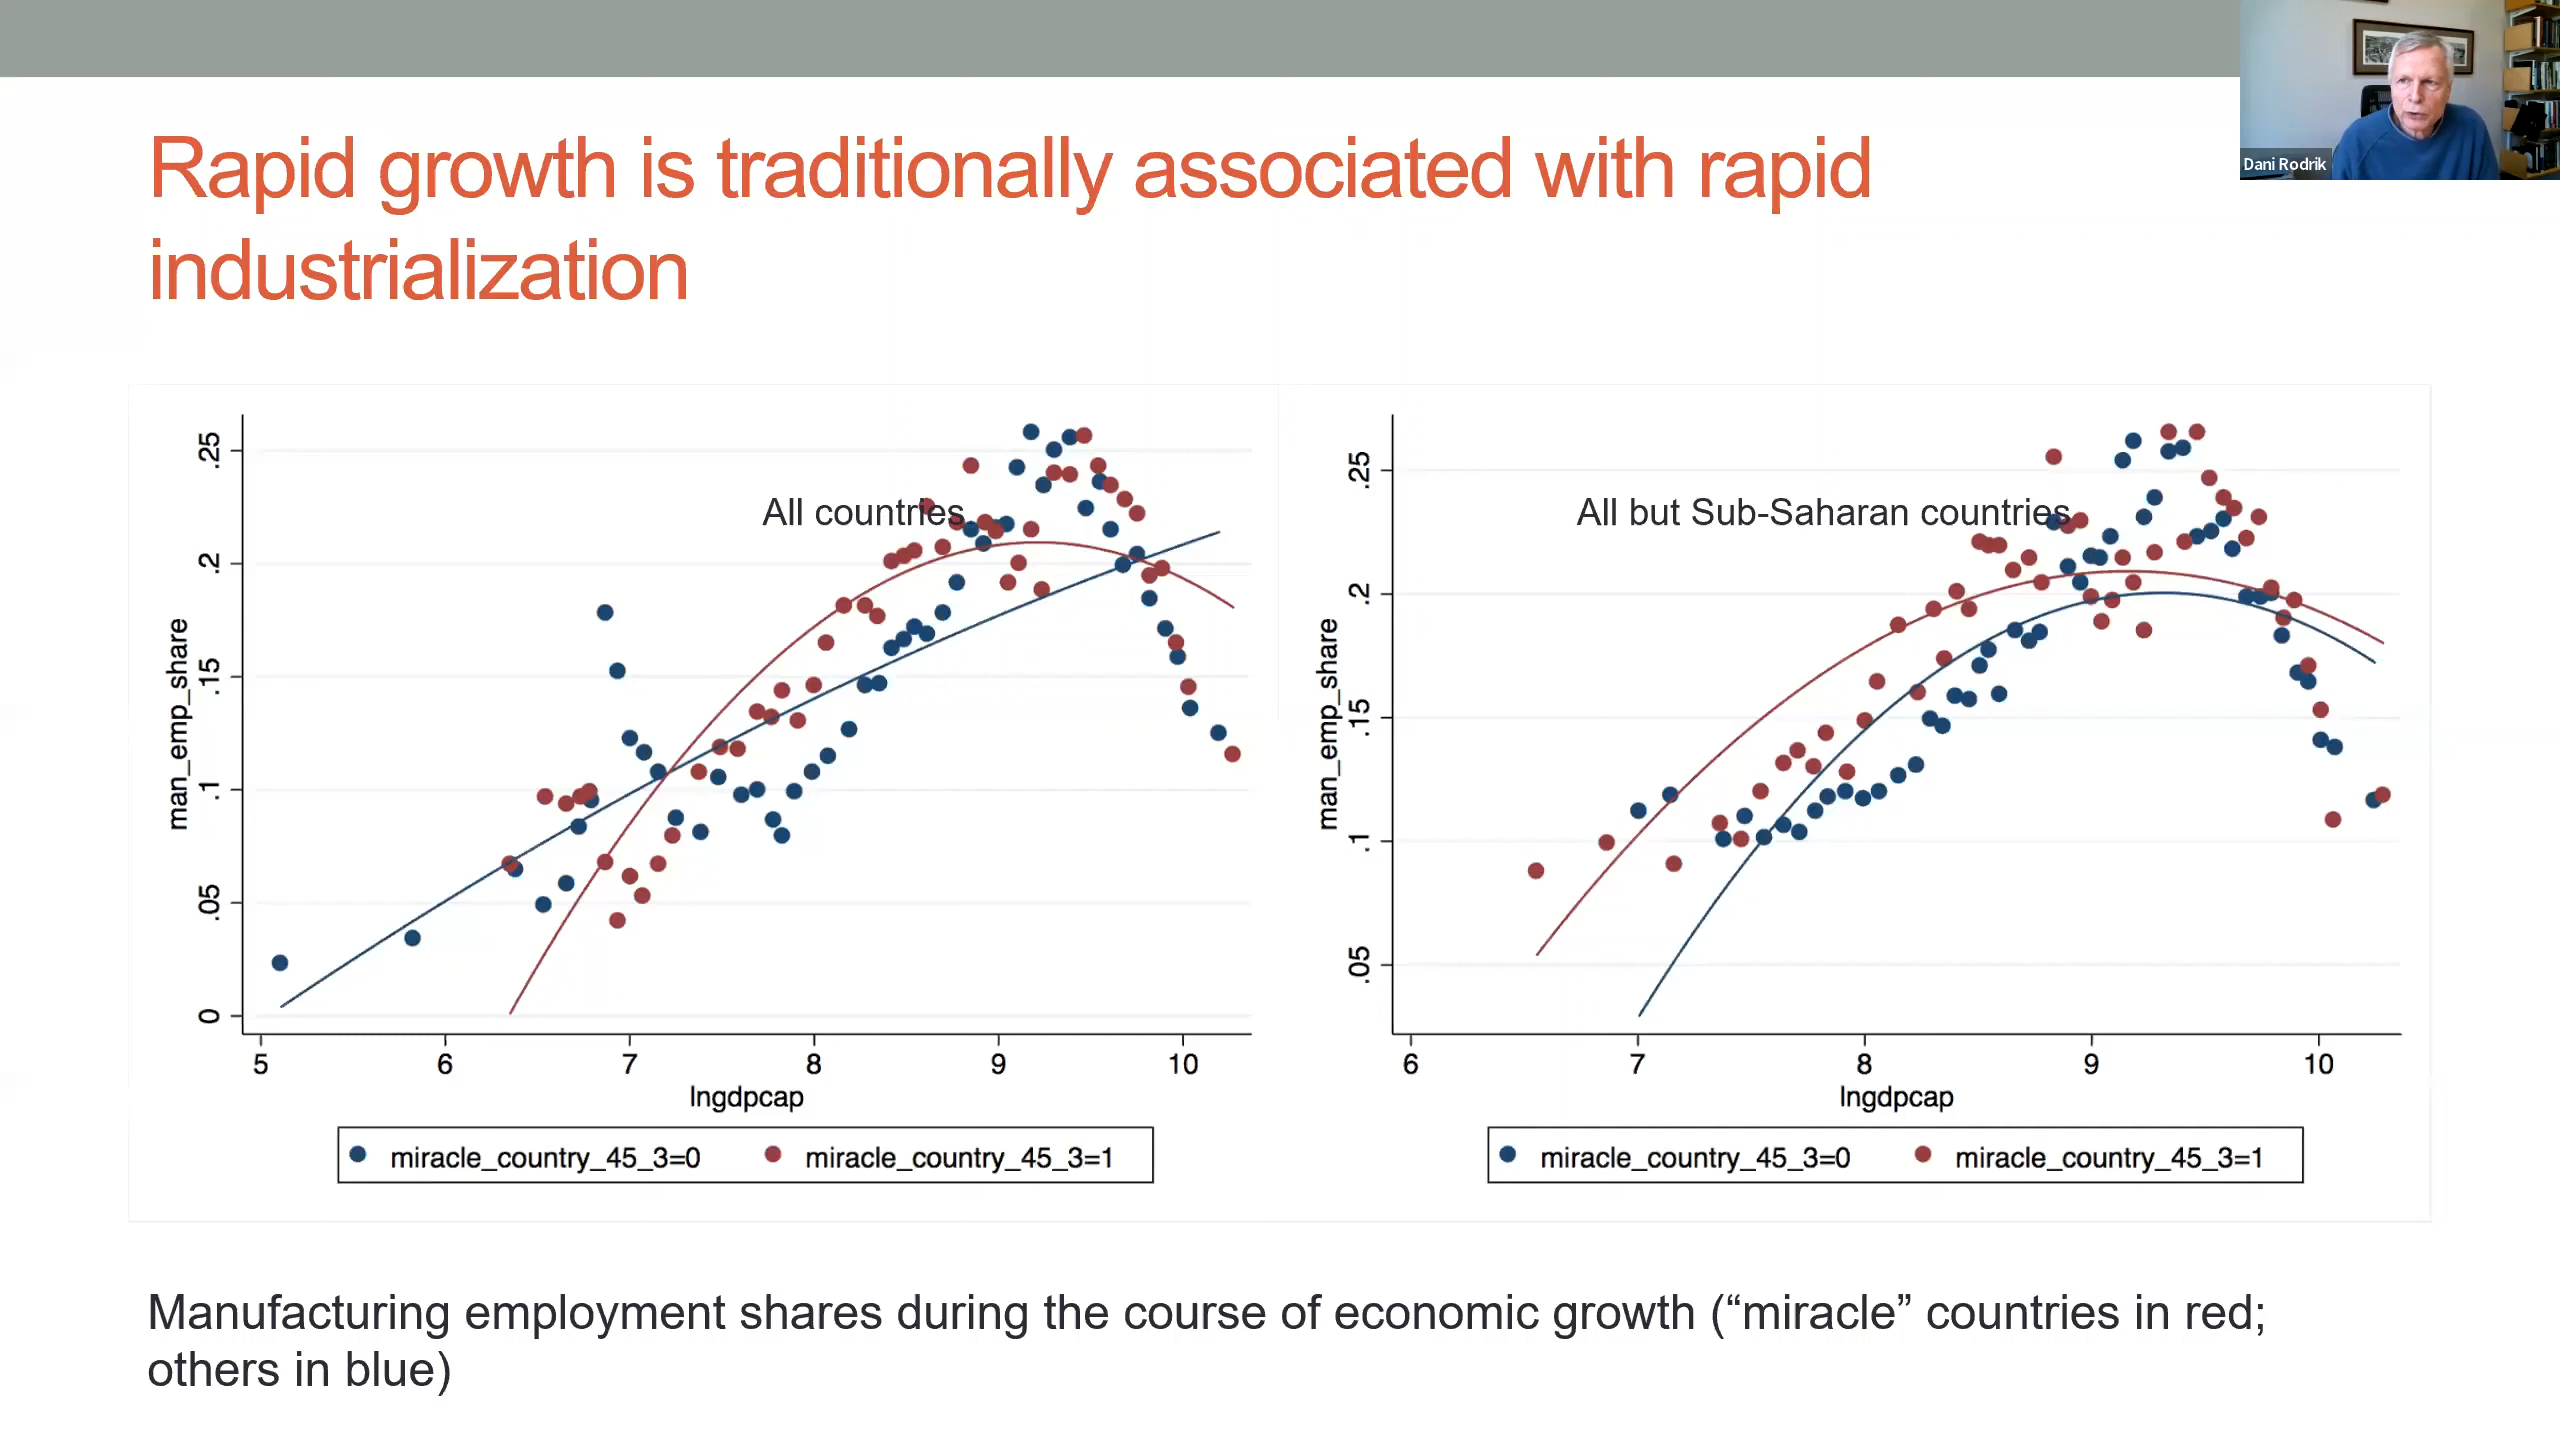 Dani Rodrik
Rapid growth is traditionally associated with rapid
industrialization
All countries
man_emp_share
.25
.2
.15
.1
.05
0
5 6 7 8 9 10
lngdpcap
miracle_country_45_3=0 miracle_country_45_3=1
All but Sub-Saharan countries
man_emp_share
.25
.2
.15
.1
.05
6 7 8 9 10
lngdpcap
miracle_country_45_3=0 miracle_country_45_3=1
Manufacturing employment shares during the course of economic growth (“miracle” countries in red;
others in blue)